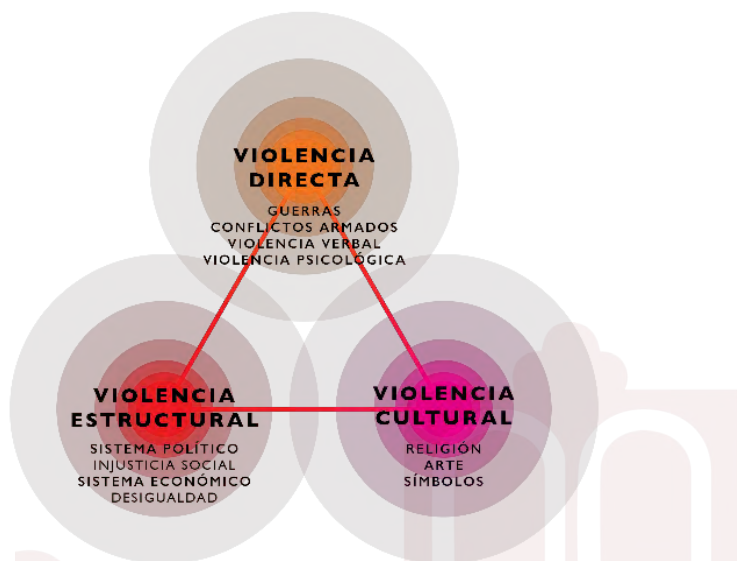 VIOLENCIA
DIRECTA
GUERRAS
CONFLICTOS ARMADOS
VIOLENCIA VERBAL
VIOLENCIA PSICOLÓGICA
VIOLENCIA
ESTRUCTURAL
SISTEMA POLÍTICO
INJUSTICIA SOCIAL
SISTEMA ECONÓMICO
DESIGUALDAD
VIOLENCIA
CULTURAL
RELIGIÓN
ARTE
SÍMBOLOS